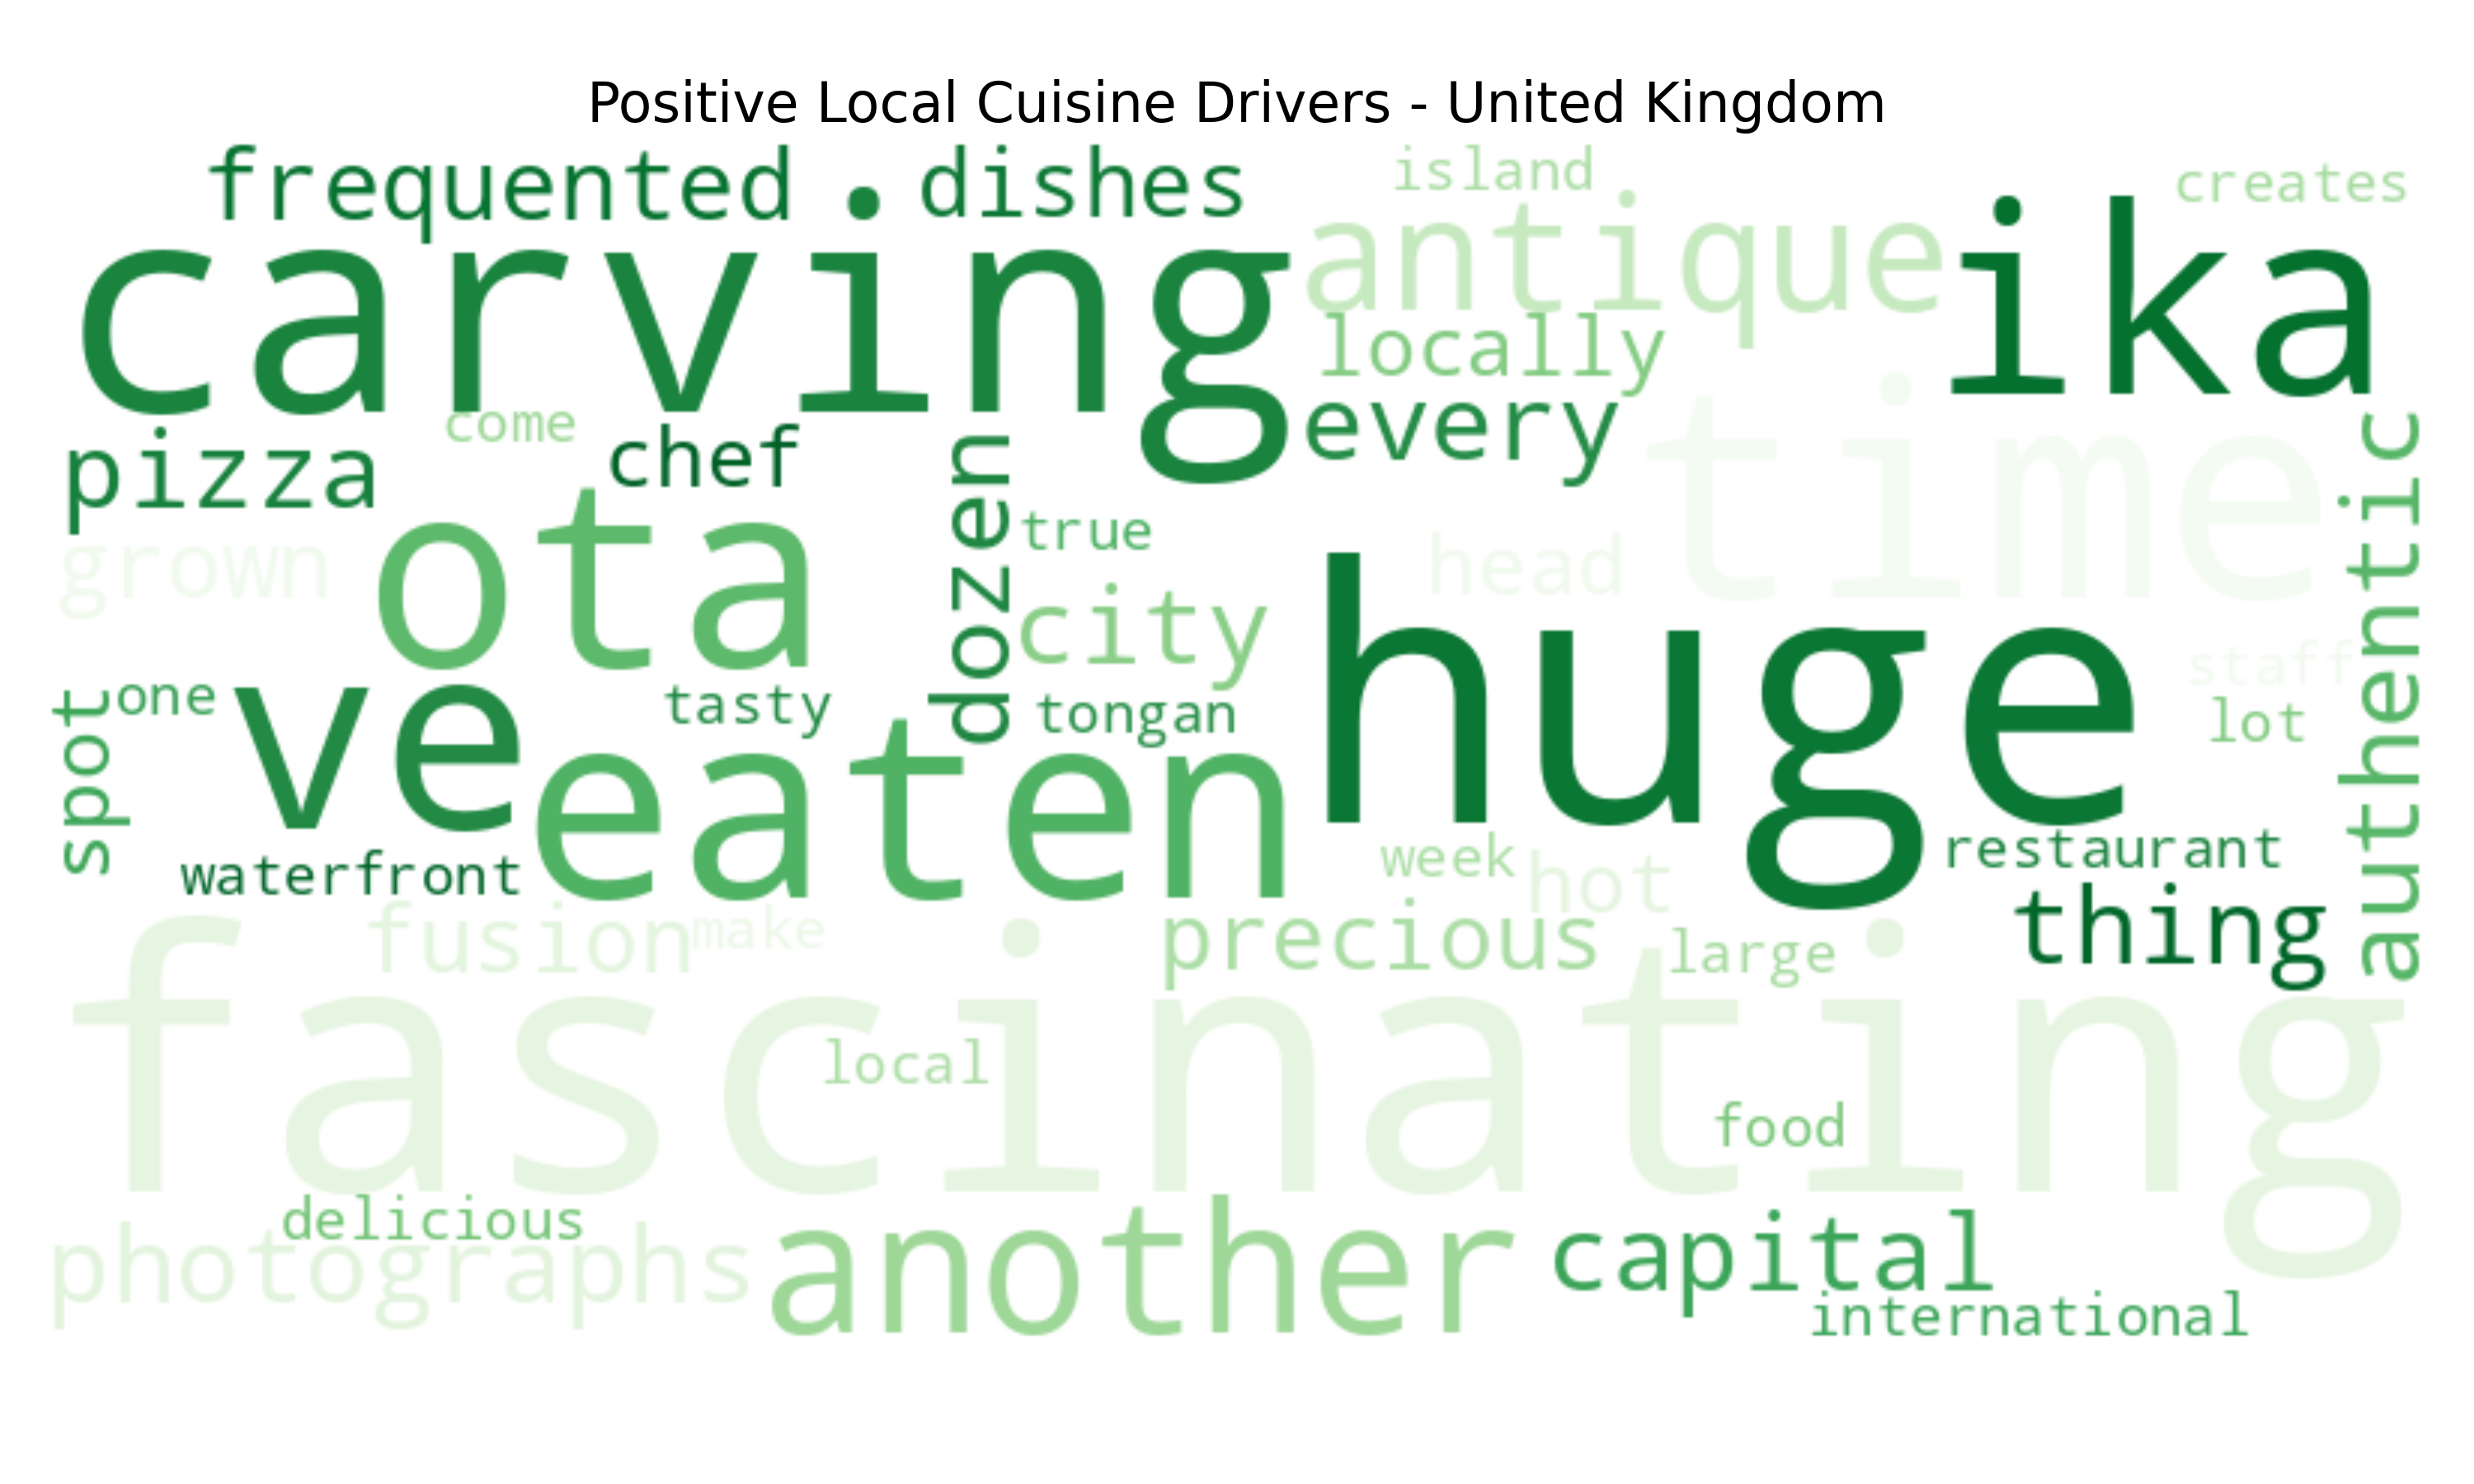 Positive Local Cuisine Drivers - United Kingdom
frequented
dishes
island
creates
carving
antique
ika
locally
come
every
time
pizza
chef
dozen
true
authentic
grown
ota
head
city
huge
staff
spot
one
ve
tasty
tongan
lot
eaten
waterfront
week
hot
restaurant
fusion
make
precious
large
thing
fascinating
local
food
delicious
photographs
another
capital
international